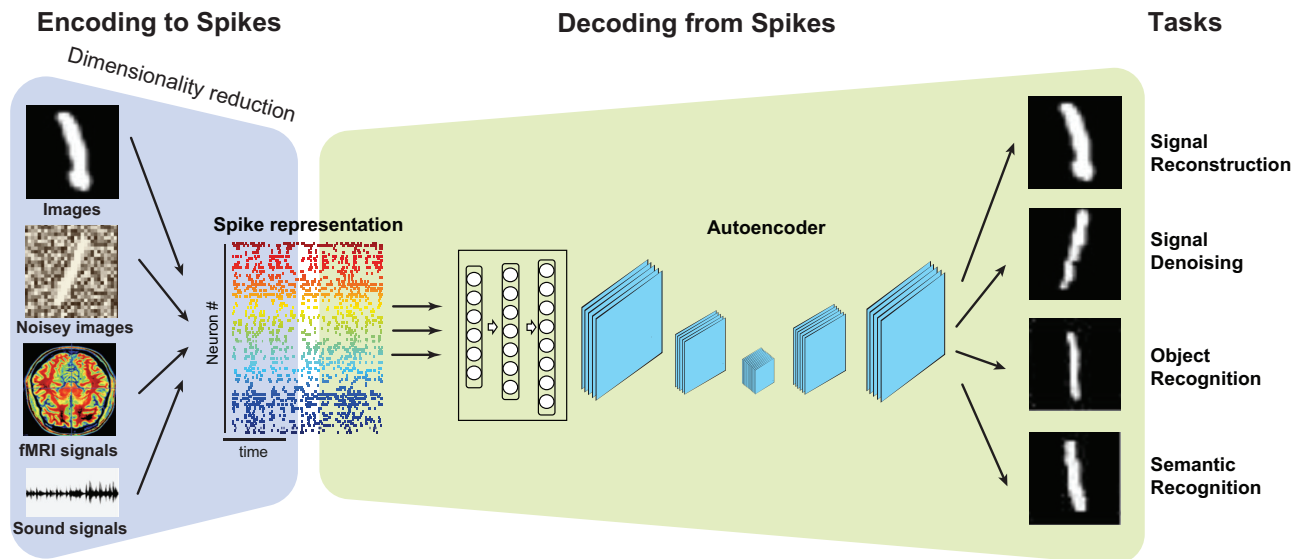 Encoding to Spikes
Decoding from Spikes
Tasks
Dimensionality reduction
Images
Noisey images
fMRI signals
Sound signals
Spike representation
Neuron #
time
Autoencoder
Signal
Reconstruction
Signal
Denoising
Object
Recognition
Semantic
Recognition